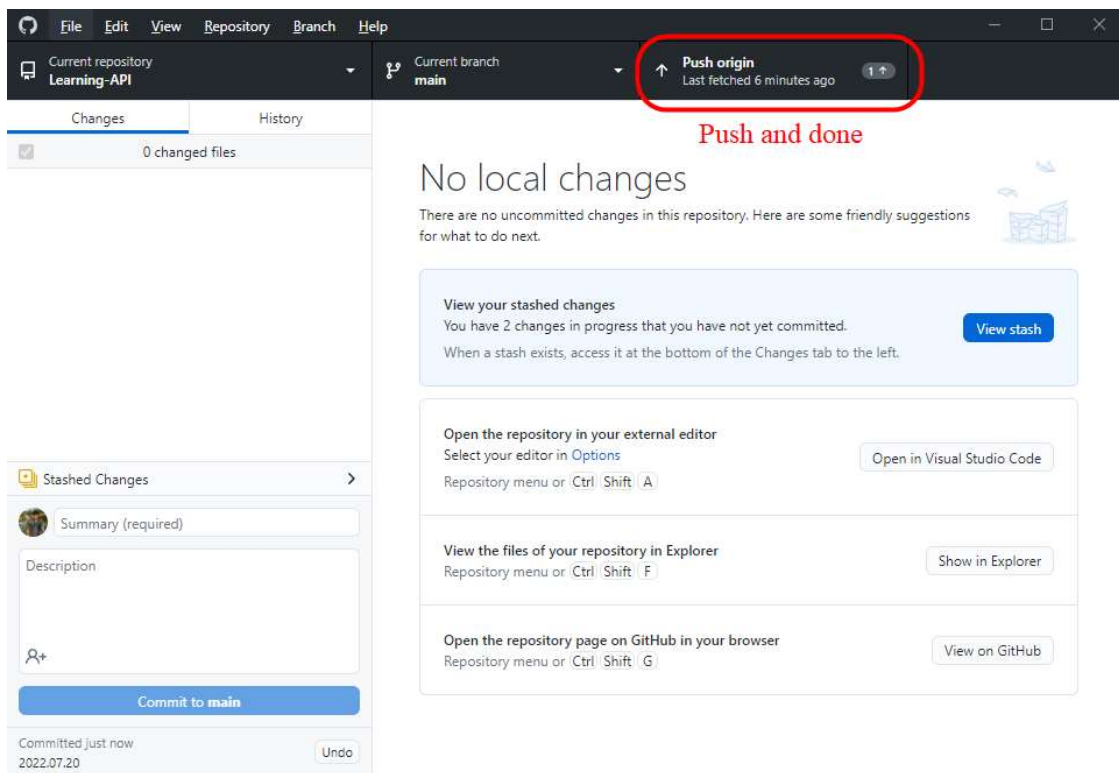 File Edit View Repository Branch Help
Current repository
Learning-API
Current branch
main
Push origin
Last fetched 6 minutes ago
1
Push and done
Changes History
0 changed files
No local changes
There are no uncommitted changes in this repository. Here are some friendly suggestions
for what to do next.
View your stashed changes
You have 2 changes in progress that you have not yet committed.
When a stash exists, access it at the bottom of the Changes tab to the left.
View stash
Open the repository in your external editor
Select your editor in Options
Repository menu or Ctrl Shift A
Open in Visual Studio Code
View the files of your repository in Explorer
Repository menu or Ctrl Shift F
Show in Explorer
Open the repository page on GitHub in your browser
Repository menu or Ctrl Shift G
View on GitHub
Stashed Changes
Summary (required)
Description
Commit to main
Committed just now
2022.07.20
Undo